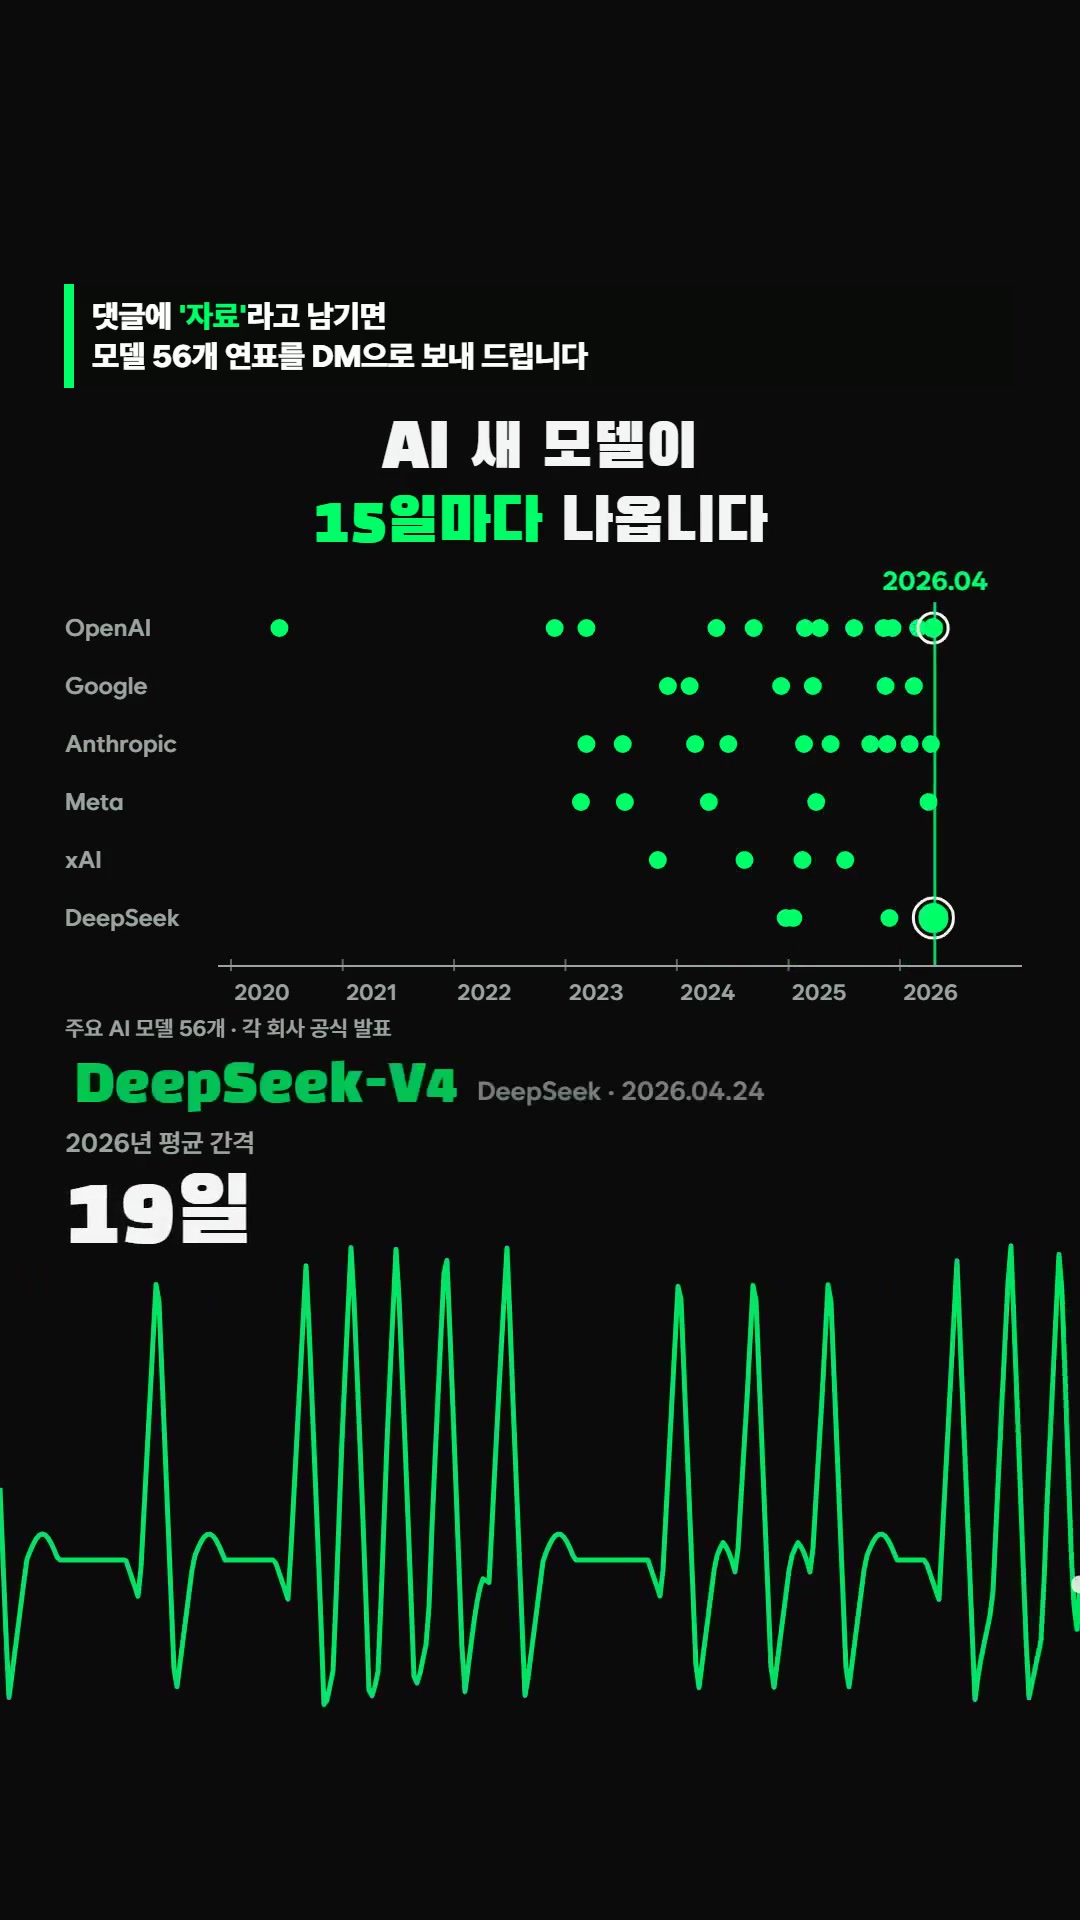 댓글에 '자료'라고 남기면
모델 56개 연표를 DM으로 보내 드립니다
AI 새 모델이
15일마다 나옵니다
2026.04
OpenAI
Google
Anthropic
Meta
xAI
DeepSeek
2020 2021 2022 2023 2024 2025 2026
주요 AI 모델 56개 · 각 회사 공식 발표
DeepSeek-V4 DeepSeek · 2026.04.24
2026년 평균 간격
19일